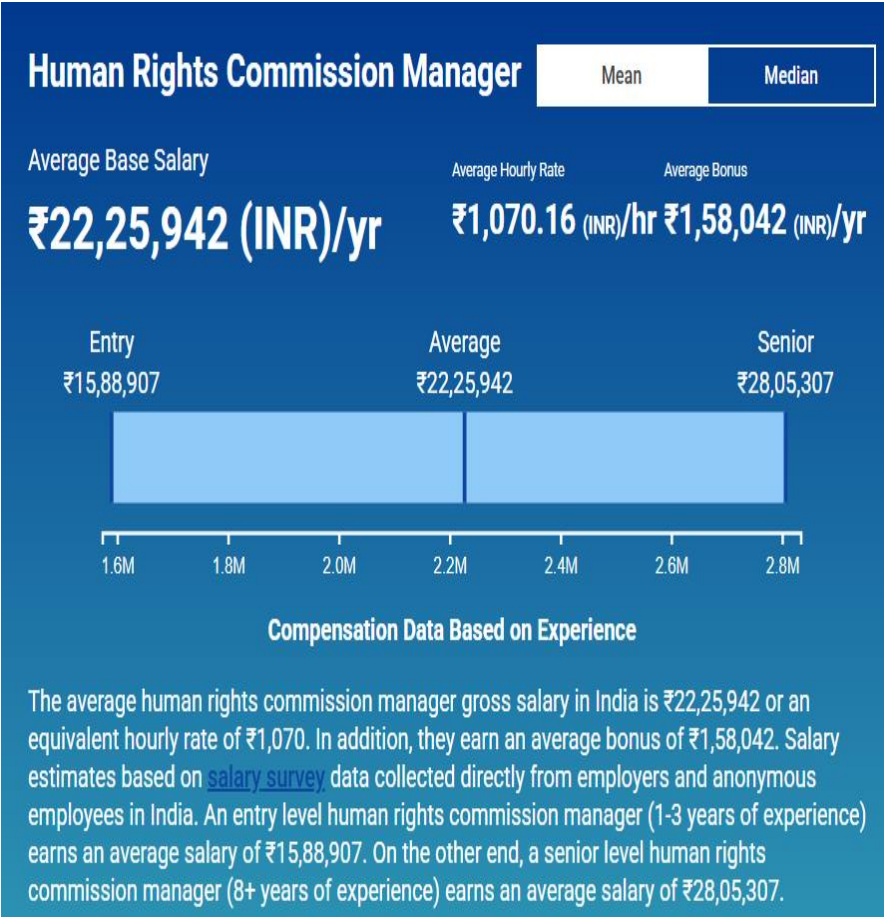 Human Rights Commission Manager
Mean
Median
Average Base Salary
₹22,25,942 (INR)/yr
Average Hourly Rate
₹1,070.16 (INR)/hr
Average Bonus
₹1,58,042 (INR)/yr
Entry
₹15,88,907
Average
₹22,25,942
Senior
₹28,05,307
1.6M 1.8M 2.0M 2.2M 2.4M 2.6M 2.8M
Compensation Data Based on Experience
The average human rights commission manager gross salary in India is ₹22,25,942 or an
equivalent hourly rate of ₹1,070. In addition, they earn an average bonus of ₹1,58,042. Salary
estimates based on salary survey data collected directly from employers and anonymous
employees in India. An entry level human rights commission manager (1-3 years of experience)
earns an average salary of ₹15,88,907. On the other end, a senior level human rights
commission manager (8+ years of experience) earns an average salary of ₹28,05,307.